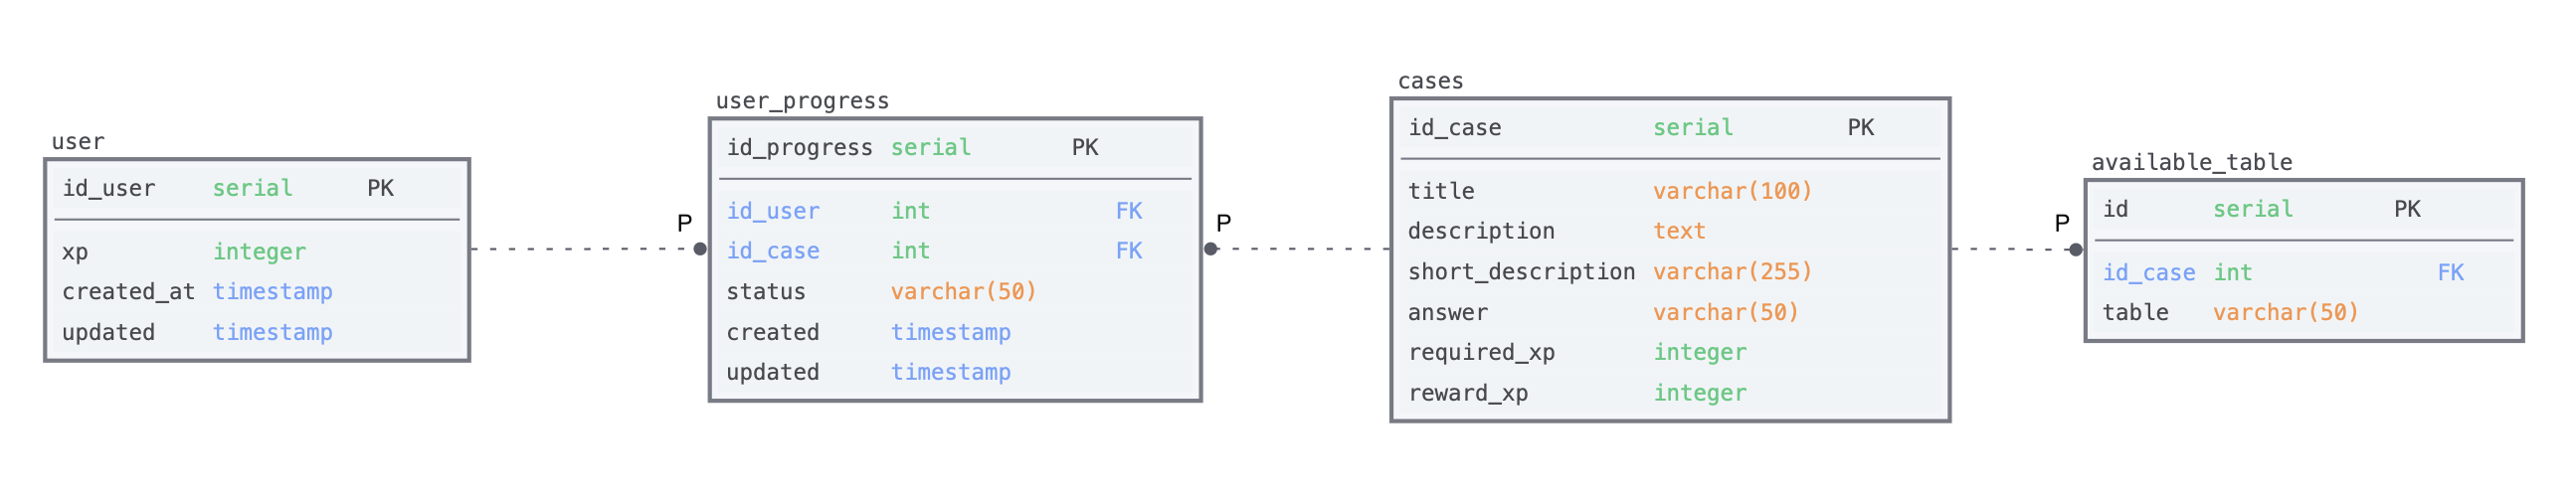 user
id_user serial PK
xp integer
created_at timestamp
updated timestamp
P
user_progress
id_progress serial PK
id_user int FK
id_case int FK
status varchar(50)
created timestamp
updated timestamp
P
cases
id_case serial PK
title varchar(100)
description text
short_description varchar(255)
answer varchar(50)
required_xp integer
reward_xp integer
P
available_table
id serial PK
id_case int FK
table varchar(50)